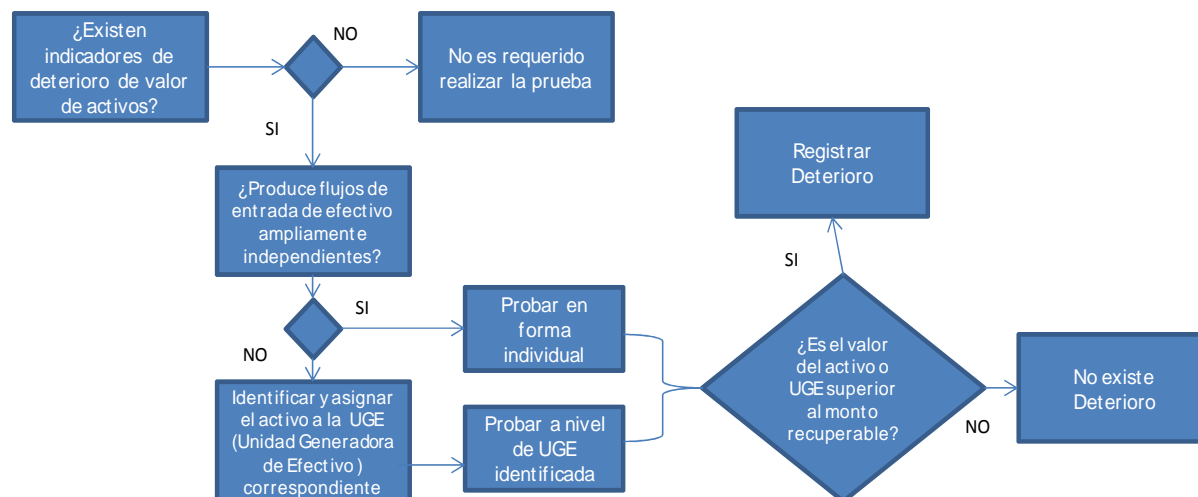 ¿Existen
indicadores de
deterioro de valor
de activos?
NO
No es requerido
realizar la prueba
SI
¿Produce flujos de
entrada de efectivo
ampliamente
independientes?
SI
NO
Probar en
forma
individual
Identificar y asignar
el activo a la UGE
(Unidad Generadora
de Efectivo )
correspondiente
Probar a nivel
de UGE
identificada
¿Es el valor
del activo o
UGE superior
al monto
recuperable?
SI
Registrar
Deterioro
NO
No existe
Deterioro